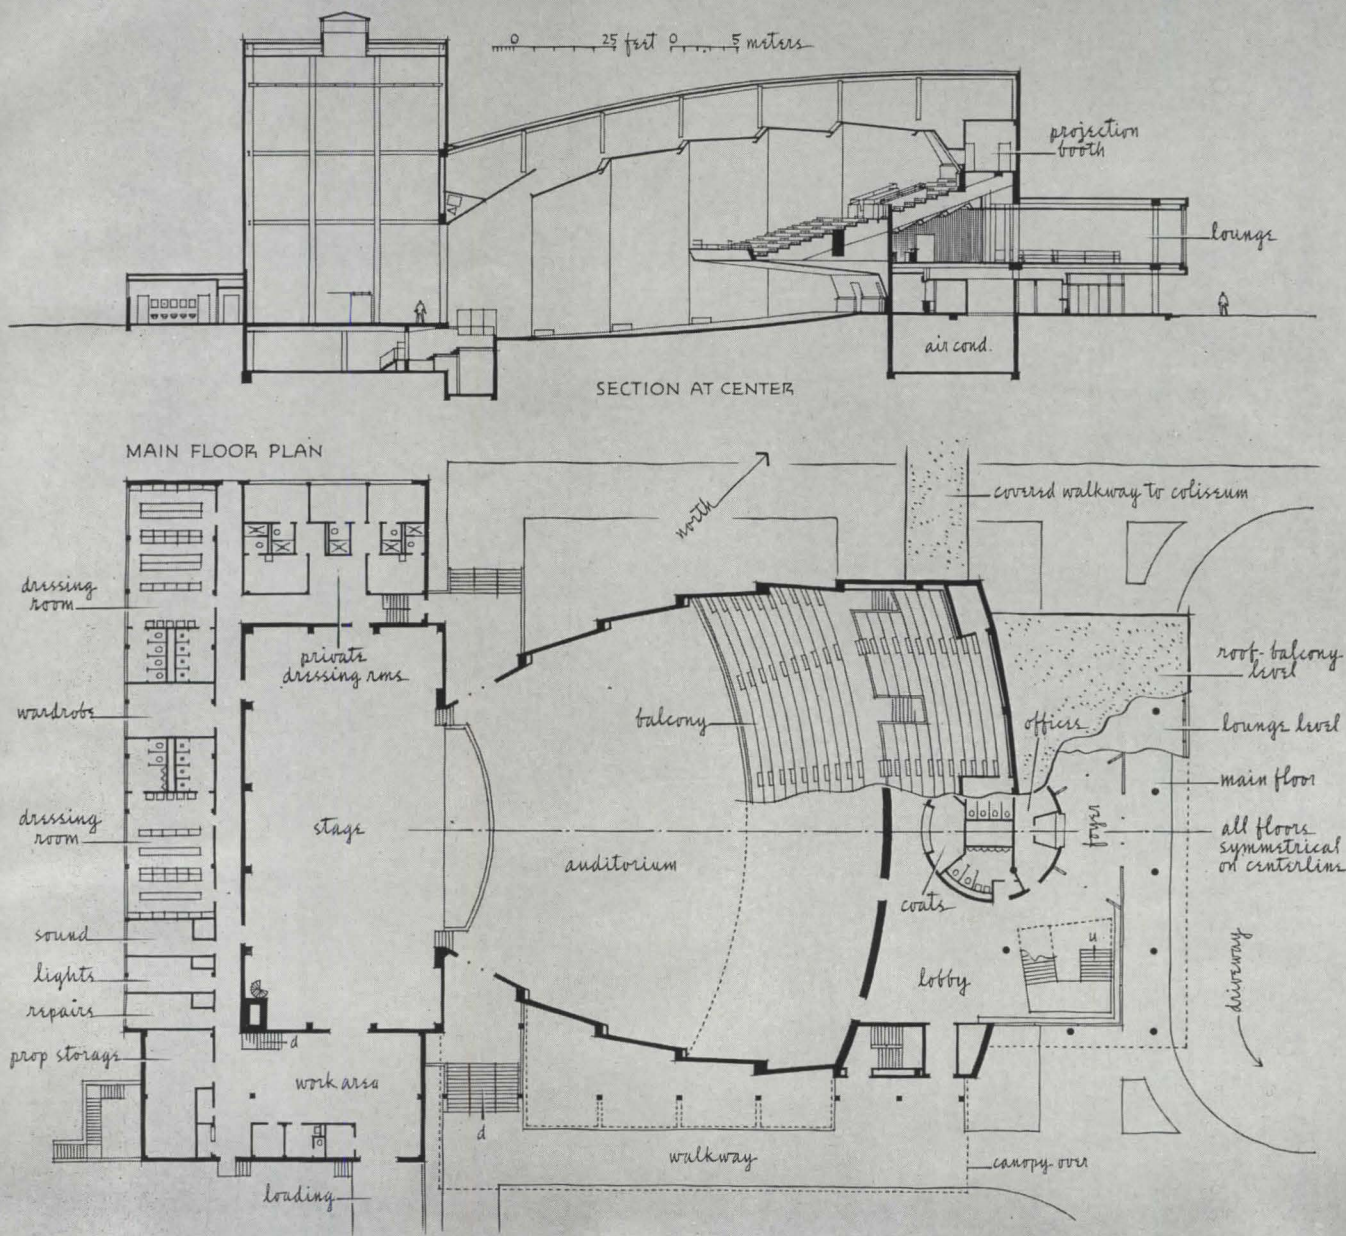 0 25 feet 0 5 meters
projection
booth
lounge
air cond.
SECTION AT CENTER
MAIN FLOOR PLAN
north
covered walkway to coliseum
dressing
room
private
dressing rms
wardrobe
balcony
offices
roof-balcony
level
lounge level
main floor
dressing
room
stage
auditorium
foyer
all floors
symmetrical
on centerline
coats
sound
lights
repairs
lobby
u
driveway
prop storage
d
work area
d
walkway
canopy over
loading